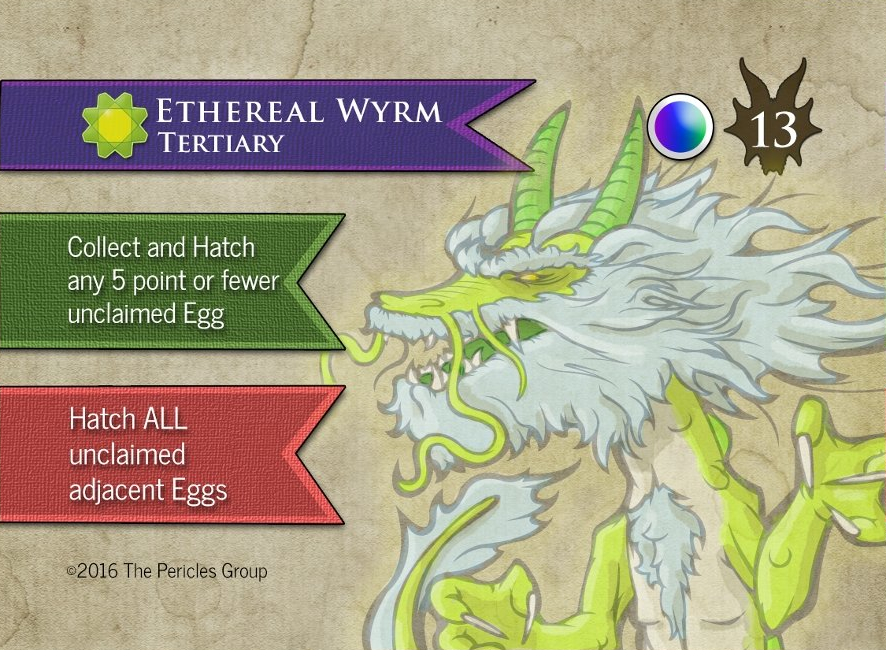 Ethereal Wyrm
Tertiary
13
Collect and Hatch
any 5 point or fewer
unclaimed Egg
Hatch ALL
unclaimed
adjacent Eggs
©2016 The Pericles Group